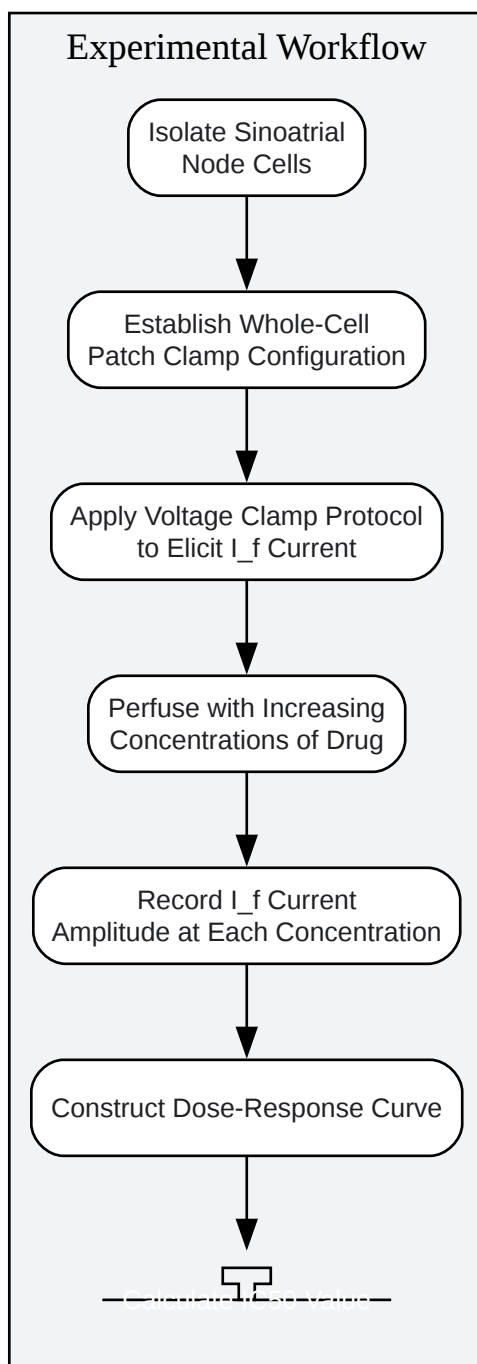 Experimental Workflow
Isolate Sinoatrial
Node Cells
Establish Whole-Cell
Patch Clamp Configuration
Apply Voltage Clamp Protocol
to Elicit I_f Current
Perfuse with Increasing
Concentrations of Drug
Record I_f Current
Amplitude at Each Concentration
Construct Dose-Response Curve
Calculate IC50 Value